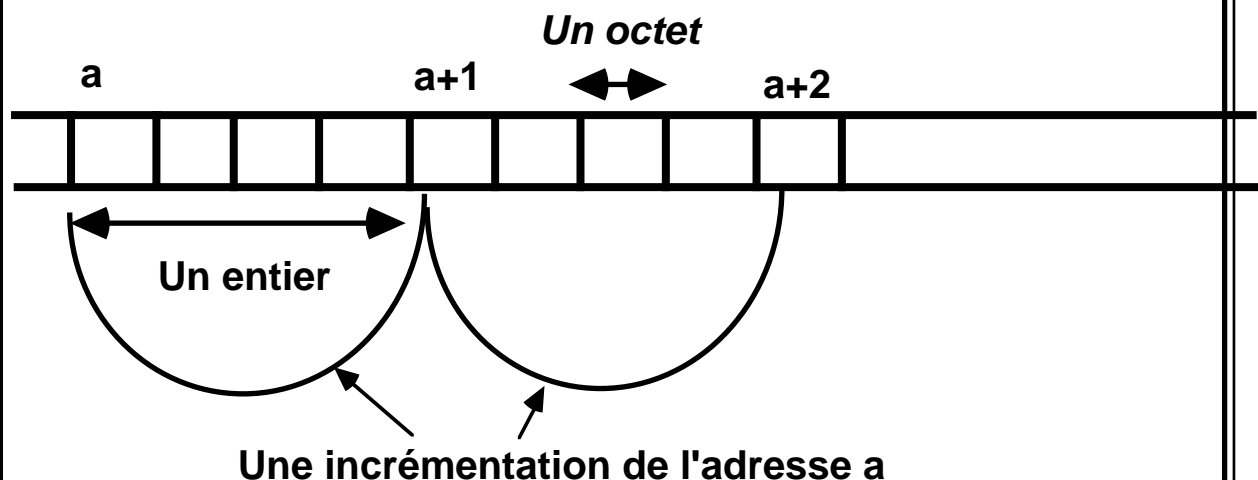 Un octet
a
a+1
a+2
Un entier
Une incrémentation de l'adresse a